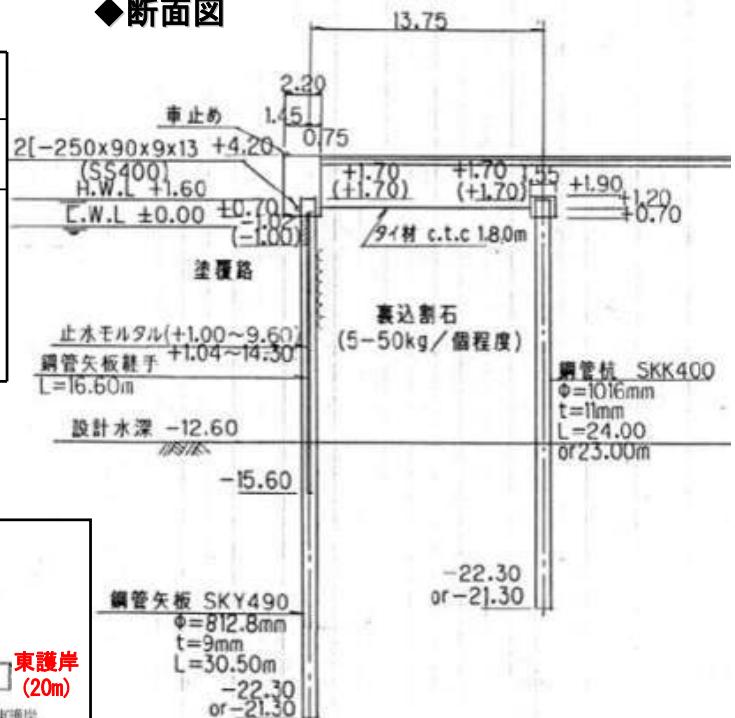 ◆断面図
13.75
2.20
車止め
1.45
0.75
2[-250x90x9x13
+4.20
(SS400)
H.W.L +1.60
L.W.L ±0.00
+0.70
(-1.00)
+1.70
(+1.70)
+1.70
(+1.70)
1.55
+1.90
+1.20
+0.70
タイ材 c.t.c 1.80m
塗覆路
裏込割石
(5-50kg/個程度)
止水モルタル(+1.00~9.60)
+1.04~14.30
鋼管矢板継手
L=16.60m
鋼管杭 SKK400
Φ=1016mm
t=11mm
L=24.00
or23.00m
設計水深 -12.60
-15.60
-22.30
or-21.30
鋼管矢板 SKY490
Φ=812.8mm
t=9mm
L=30.50m
-22.30
or-21.30
東護岸
(20m)